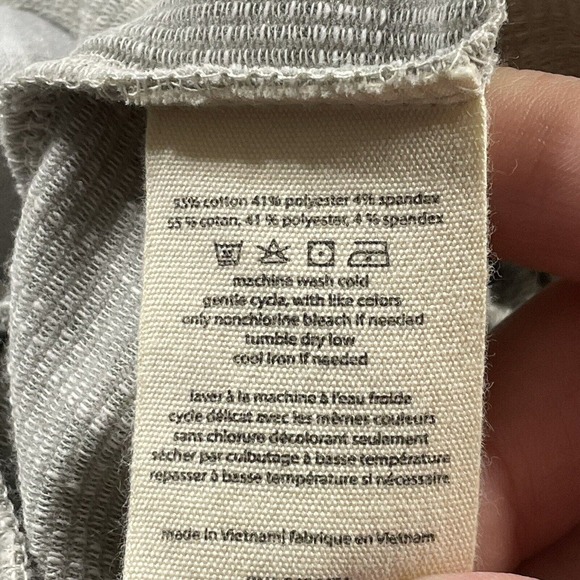 55% cotton 41% polyester 4% spandex
55 % coton, 41 % polyester, 4 % spandex
machine wash cold
gentle cycle, with like colors
only nonchlorine bleach if needed
tumble dry low
cool iron if needed
laver à la machine à l'eau froide
cycle délicat avec les mêmes couleurs
sans chlorure décolorant seulement
sécher par culbutage à basse température
repasser à basse température si nécessaire
made in Vietnam| fabrique en Vietnam